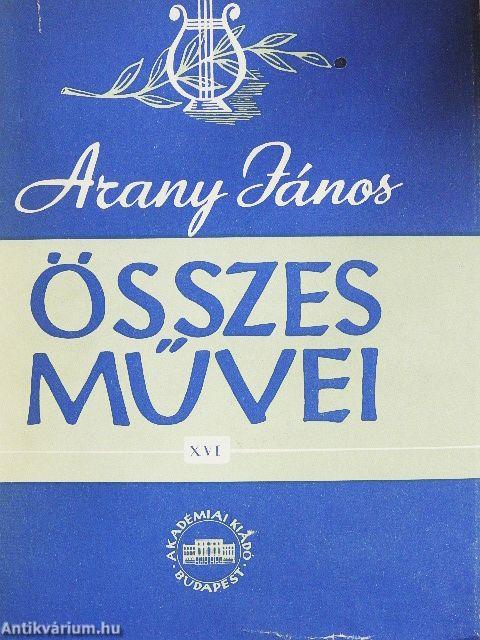 Arany János
ÖSSZES
MŰVEI
XVI
AKADÉMIAI KIADÓ
· BUDAPEST ·
Antikvárium.hu